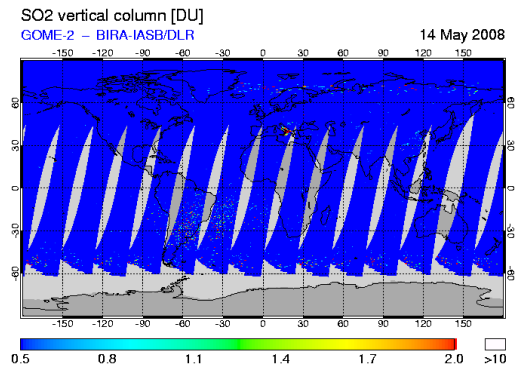 SO2 vertical column [DU]
GOME-2 – BIRA-IASB/DLR 14 May 2008
-150 -120 -90 -60 -30 0 30 60 90 120 150
60 60
30 30
0 0
-30 -30
-60 -60
-150 -120 -90 -60 -30 0 30 60 90 120 150
0.5 0.8 1.1 1.4 1.7 2.0 >10